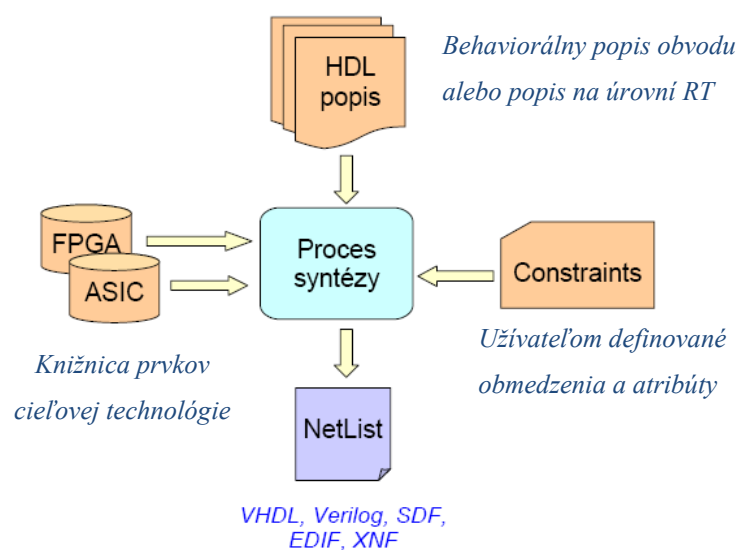 HDL
popis
Behaviorálny popis obvodu
alebo popis na úrovní RT
FPGA
ASIC
Proces
syntézy
Constraints
Knižnica prvkov
cieľovej technológie
Užívateľom definované
obmedzenia a atribúty
NetList
VHDL, Verilog, SDF,
EDIF, XNF